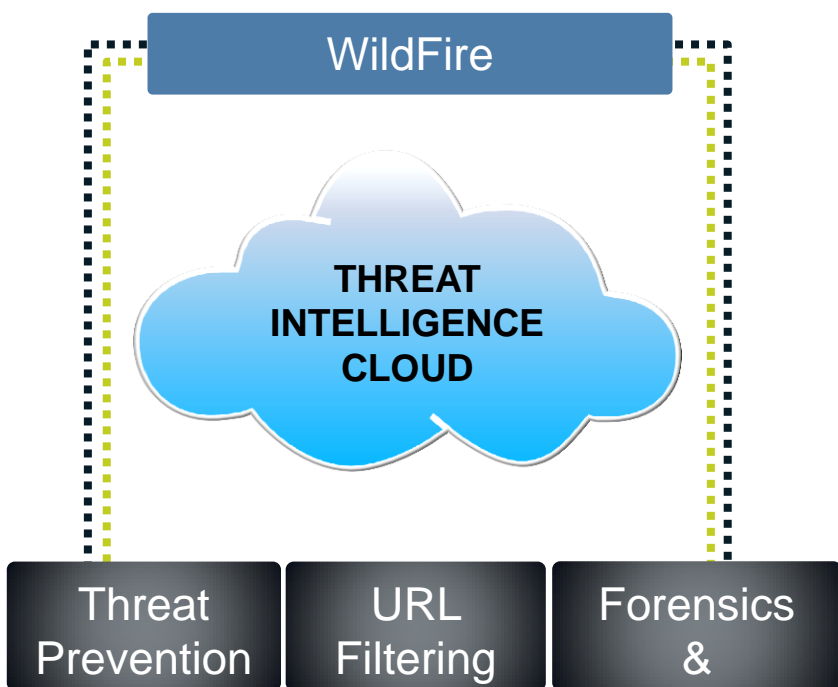 WildFire
THREAT
INTELLIGENCE
CLOUD
Threat
Prevention
URL
Filtering
Forensics
&